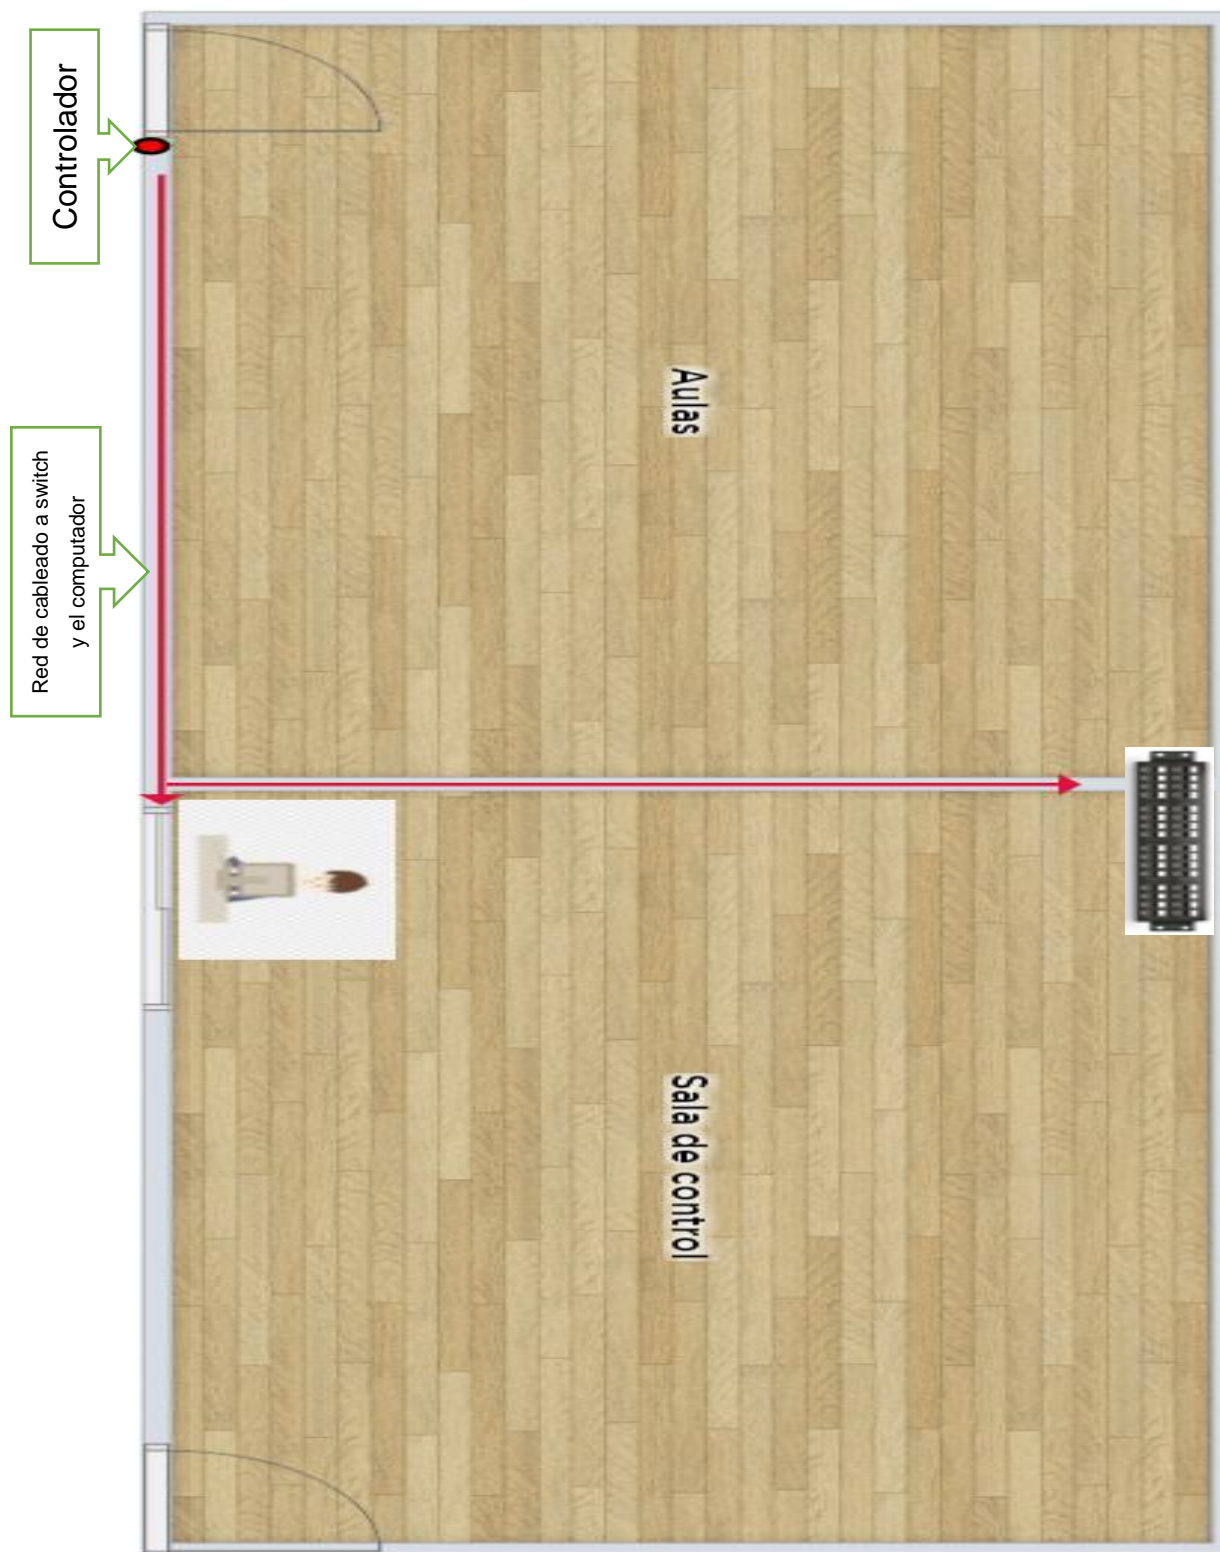 Controlador
Red de cableado a switch
y el computador
Aulas
Sala de control